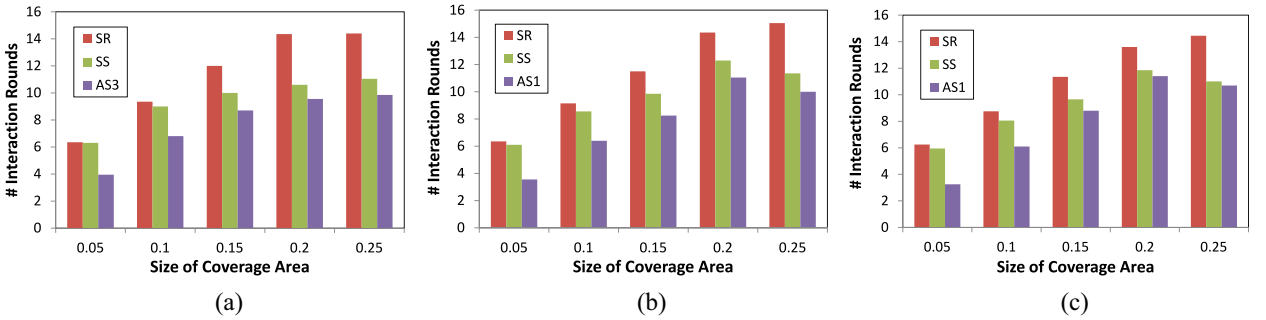 # Interaction Rounds
16
14
12
10
8
6
4
2
0
SR
SS
AS3
0.05 0.1 0.15 0.2 0.25
Size of Coverage Area
(a)
# Interaction Rounds
16
14
12
10
8
6
4
2
0
SR
SS
AS1
0.05 0.1 0.15 0.2 0.25
Size of Coverage Area
(b)
# Interaction Rounds
16
14
12
10
8
6
4
2
0
SR
SS
AS1
0.05 0.1 0.15 0.2 0.25
Size of Coverage Area
(c)